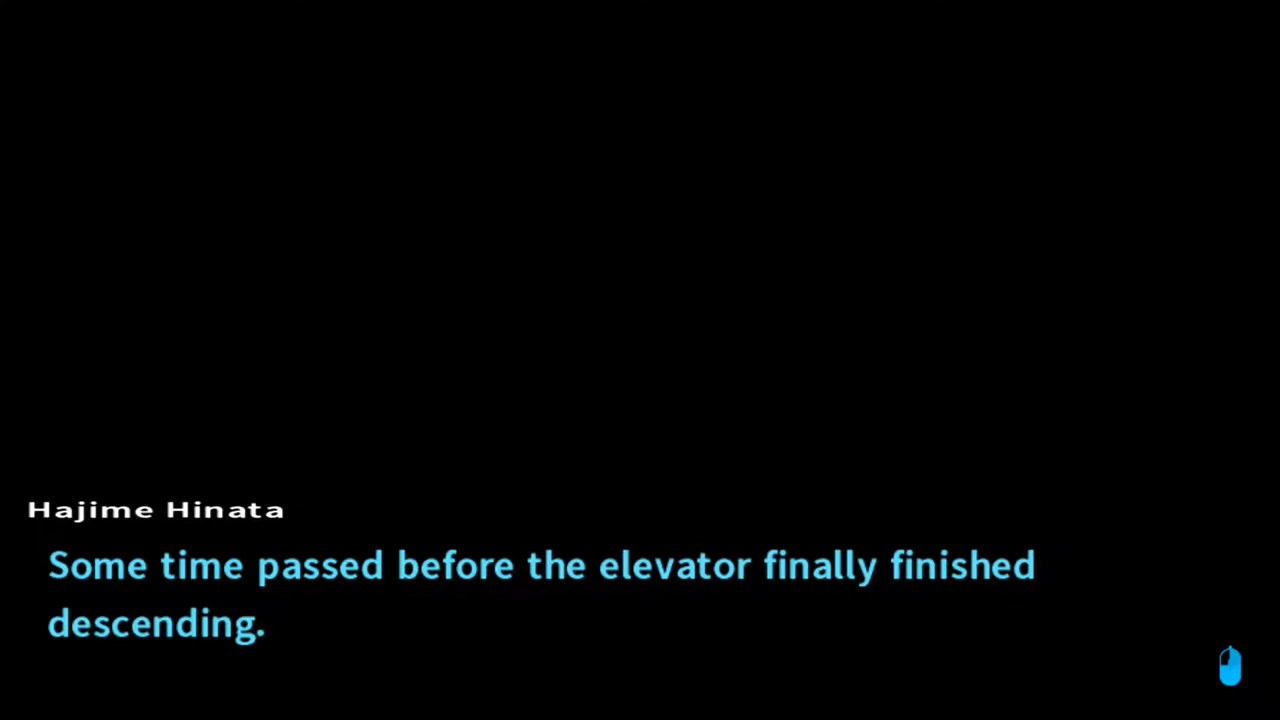 Hajime Hinata
Some time passed before the elevator finally finished
descending.